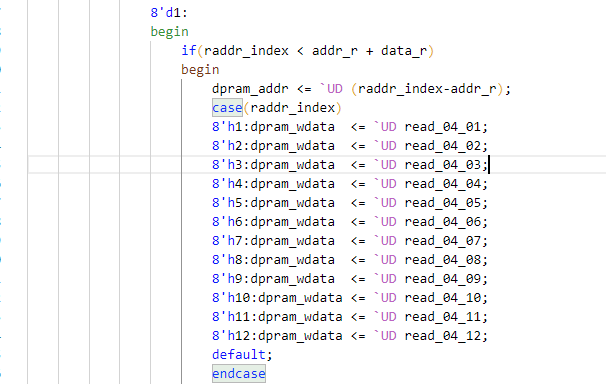 8'd1:
begin
if(raddr_index < addr_r + data_r)
begin
dpram_addr <= `UD (raddr_index-addr_r);
case(raddr_index)
8'h1:dpram_wdata  <= `UD read_04_01;
8'h2:dpram_wdata  <= `UD read_04_02;
8'h3:dpram_wdata  <= `UD read_04_03;
8'h4:dpram_wdata  <= `UD read_04_04;
8'h5:dpram_wdata  <= `UD read_04_05;
8'h6:dpram_wdata  <= `UD read_04_06;
8'h7:dpram_wdata  <= `UD read_04_07;
8'h8:dpram_wdata  <= `UD read_04_08;
8'h9:dpram_wdata  <= `UD read_04_09;
8'h10:dpram_wdata <= `UD read_04_10;
8'h11:dpram_wdata <= `UD read_04_11;
8'h12:dpram_wdata <= `UD read_04_12;
default;
endcase